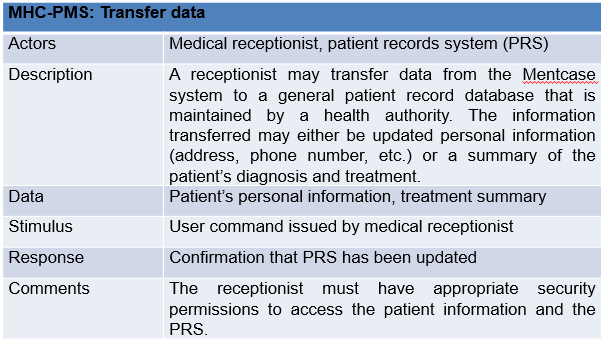 MHC-PMS: Transfer data
Actors Medical receptionist, patient records system (PRS)
Description A receptionist may transfer data from the Mentcase
system to a general patient record database that is
maintained by a health authority. The information
transferred may either be updated personal information
(address, phone number, etc.) or a summary of the
patient's diagnosis and treatment.
Data Patient's personal information, treatment summary
Stimulus User command issued by medical receptionist
Response Confirmation that PRS has been updated
Comments The receptionist must have appropriate security
permissions to access the patient information and the
PRS.